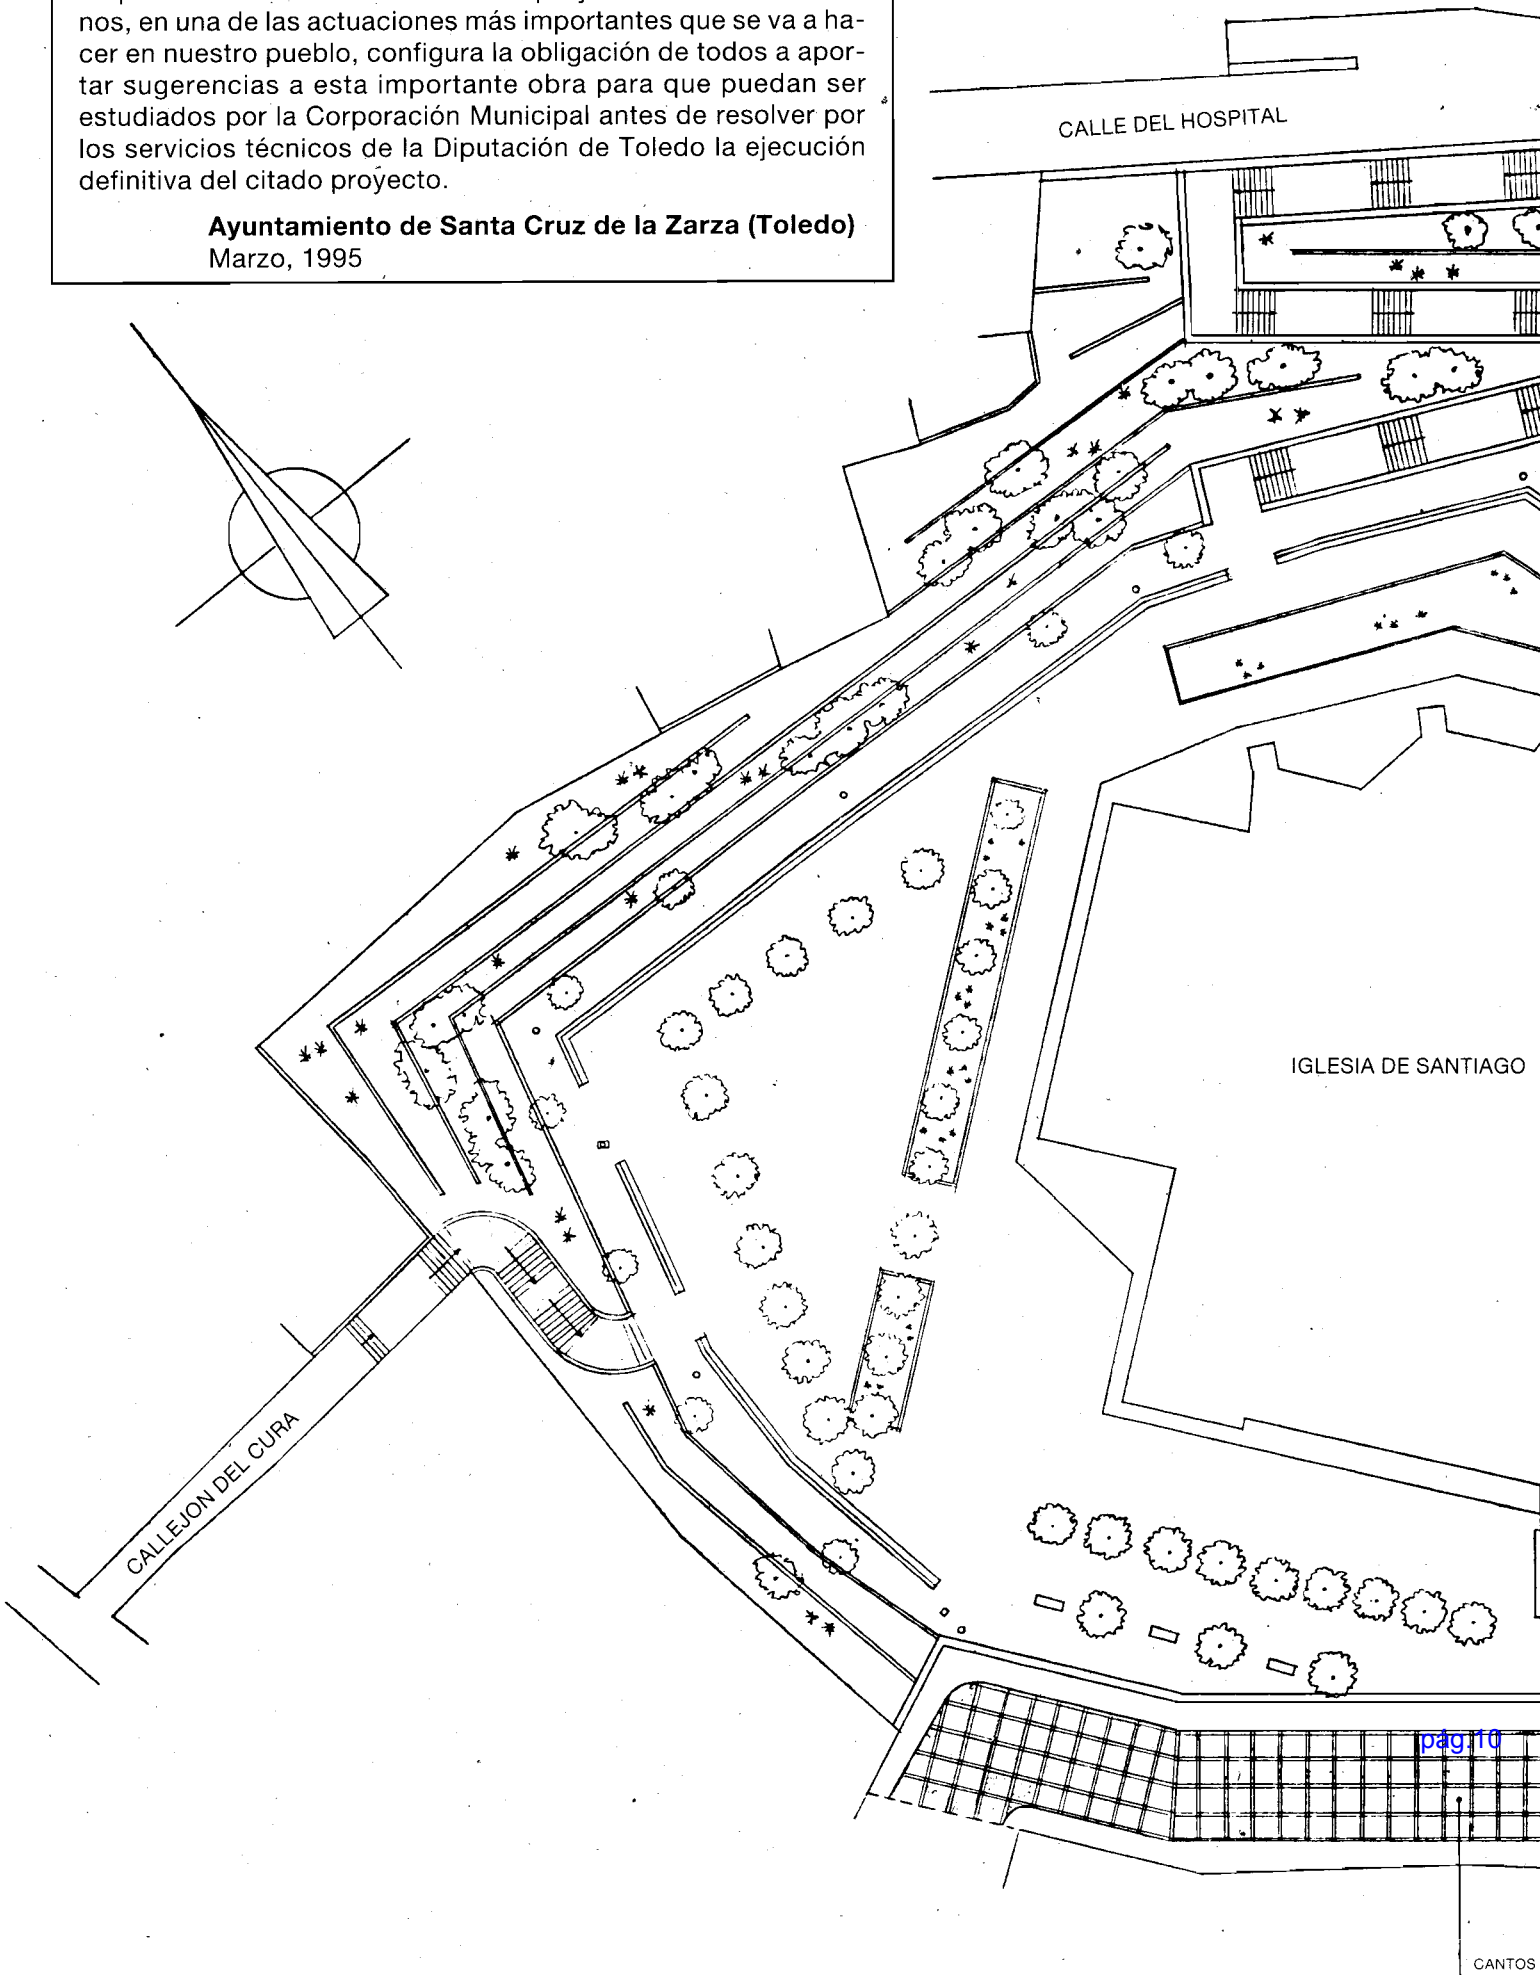 nos, en una de las actuaciones más importantes que se va a ha-
cer en nuestro pueblo, configura la obligación de todos a apor-
tar sugerencias a esta importante obra para que puedan ser
estudiados por la Corporación Municipal antes de resolver por
los servicios técnicos de la Diputación de Toledo la ejecución
definitiva del citado proyecto.
Ayuntamiento de Santa Cruz de la Zarza (Toledo)
Marzo, 1995
CALLE DEL HOSPITAL
IGLESIA DE SANTIAGO
CALLEJON DEL CURA
pág.10
CANTOS